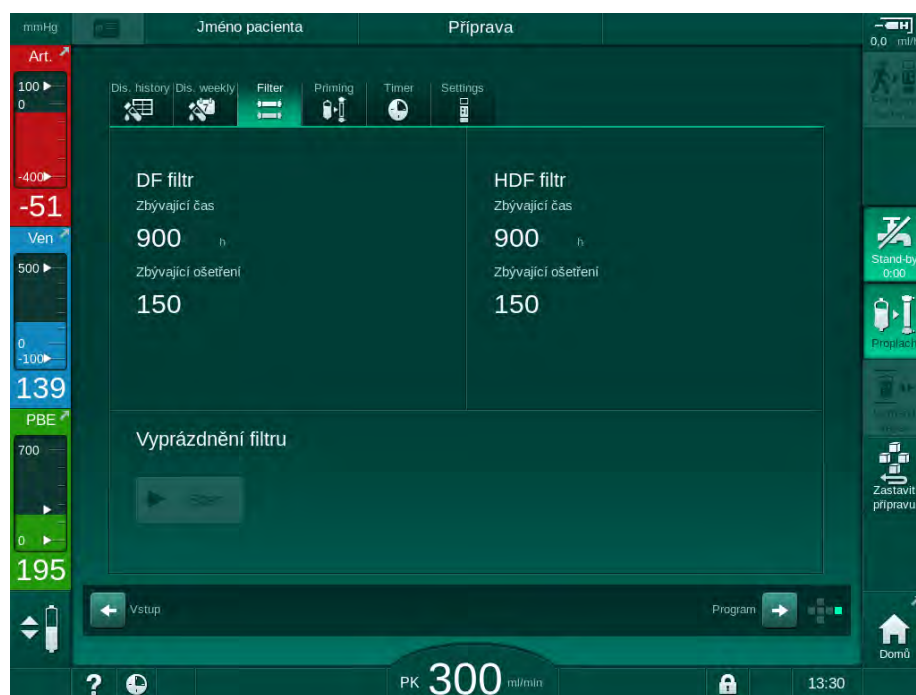 mmHg
Jméno pacienta
Příprava
0,0 ml/
Art.
100
0
-400
-51
Ven
500
0
-100
139
PBE
700
0
195
Dis. history
Dis. weekly
Filter
Priming
Timer
Settings
7
DF filtr
Zbývající čas
900 h
Zbývající ošetření
150
HDF filtr
Zbývající čas
900 h
Zbývající ošetření
150
Vyprázdnění filtru
Vstup
Program
Stand-by
0:00
Proplach
Zastavit
přípravu
Domů
?
PK 300 ml/min
13:30